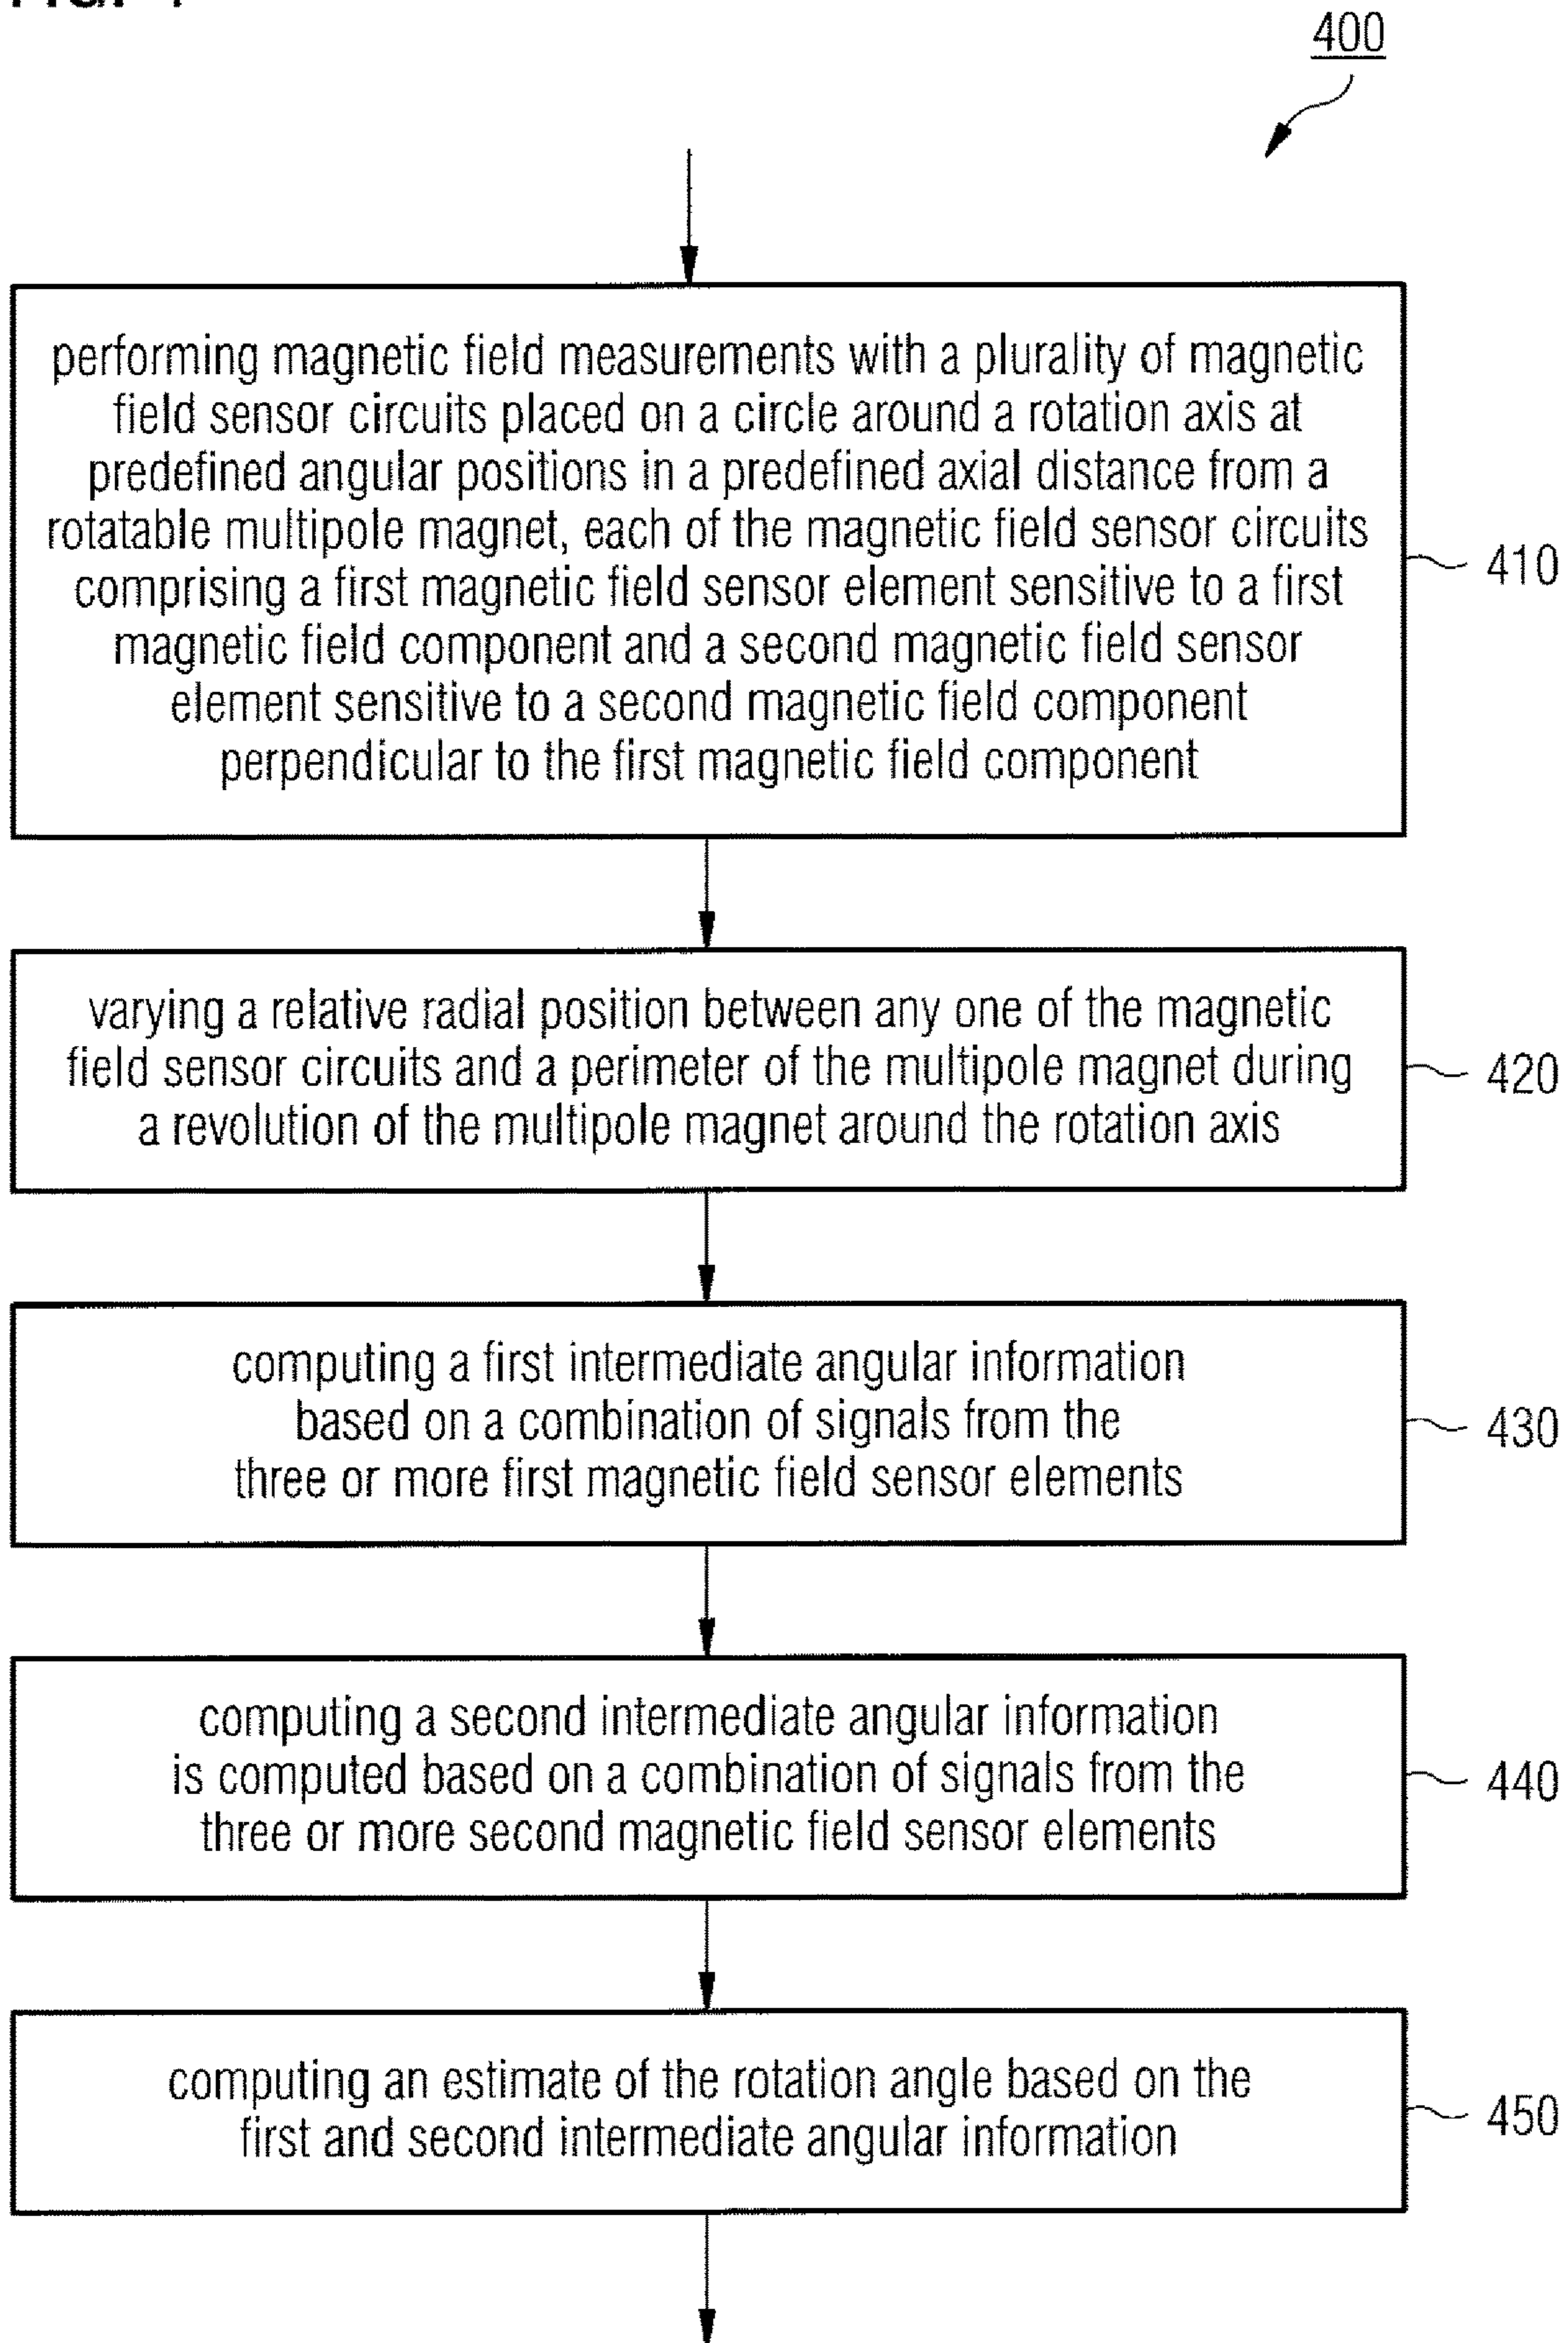 400
performing magnetic field measurements with a plurality of magnetic
field sensor circuits placed on a circle around a rotation axis at
predefined angular positions in a predefined axial distance from a
rotatable multipole magnet, each of the magnetic field sensor circuits
comprising a first magnetic field sensor element sensitive to a first
magnetic field component and a second magnetic field sensor
element sensitive to a second magnetic field component
perpendicular to the first magnetic field component
410
varying a relative radial position between any one of the magnetic
field sensor circuits and a perimeter of the multipole magnet during
a revolution of the multipole magnet around the rotation axis
420
computing a first intermediate angular information
based on a combination of signals from the
three or more first magnetic field sensor elements
430
computing a second intermediate angular information
is computed based on a combination of signals from the
three or more second magnetic field sensor elements
440
computing an estimate of the rotation angle based on the
first and second intermediate angular information
450